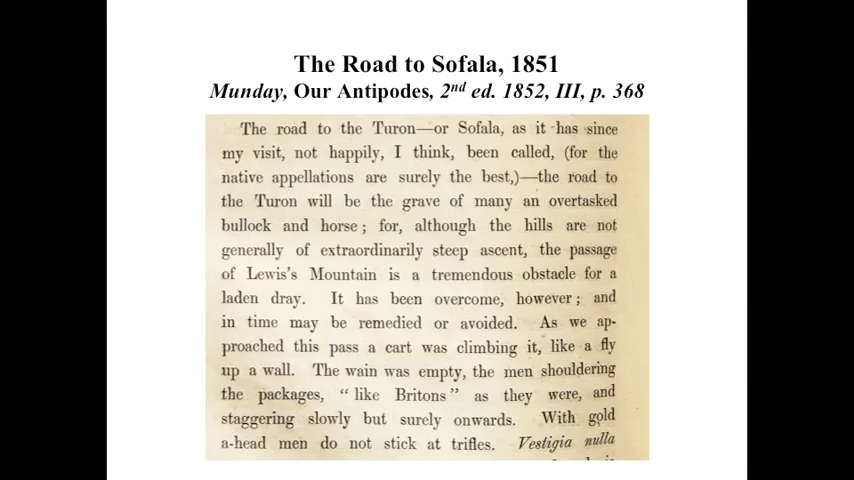 The Road to Sofala, 1851
Munday, Our Antipodes, 2nd ed. 1852, III, p. 368
The road to the Turon—or Sofala, as it has since
my visit, not happily, I think, been called, (for the
native appellations are surely the best,)—the road to
the Turon will be the grave of many an overtasked
bullock and horse; for, although the hills are not
generally of extraordinarily steep ascent, the passage
of Lewis's Mountain is a tremendous obstacle for a
laden dray. It has been overcome, however; and
in time may be remedied or avoided. As we ap-
proached this pass a cart was climbing it, like a fly
up a wall. The wain was empty, the men shouldering
the packages, "like Britons" as they were, and
staggering slowly but surely onwards. With gold
a-head men do not stick at trifles. Vestigia nulla